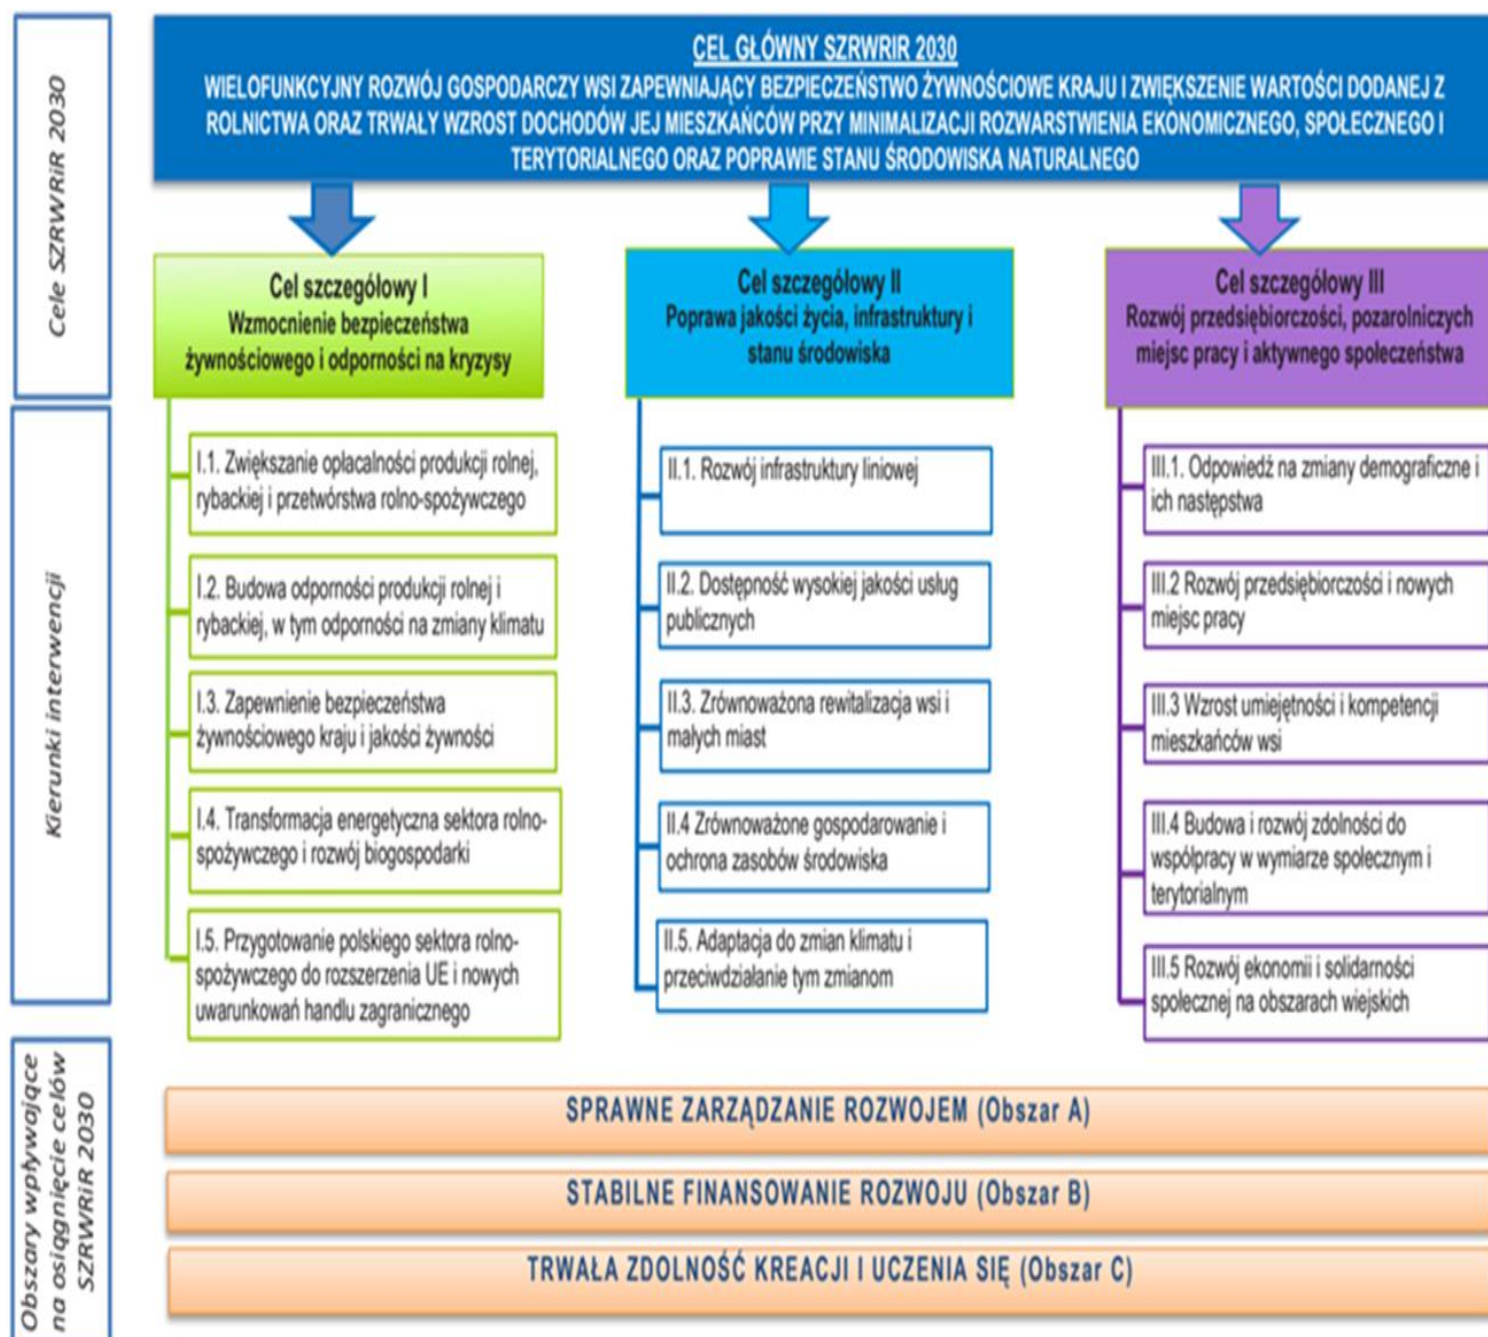 Cele SZRWRiR 2030
CEL GŁÓWNY SZRWRIR 2030
WIELOFUNKCYJNY ROZWÓJ GOSPODARCZY WSI ZAPEWNIAJĄCY BEZPIECZEŃSTWO ŻYWNOŚCIOWE KRAJU I ZWIĘKSZENIE WARTOŚCI DODANEJ Z
ROLNICTWA ORAZ TRWAŁY WZROST DOCHODÓW JEJ MIESZKAŃCÓW PRZY MINIMALIZACJI ROZWARSTWIENIA EKONOMICZNEGO, SPOŁECZNEGO I
TERYTORIALNEGO ORAZ POPRAWIE STANU ŚRODOWISKA NATURALNEGO
Cel szczegółowy I
Wzmocnienie bezpieczeństwa
żywnościowego i odporności na kryzysy
Cel szczegółowy II
Poprawa jakości życia, infrastruktury i
stanu środowiska
Cel szczegółowy III
Rozwój przedsiębiorczości, pozarolniczych
miejsc pracy i aktywnego społeczeństwa
Kierunki interwencji
I.1. Zwiększanie opłacalności produkcji rolnej,
rybackiej i przetwórstwa rolno-spożywczego
I.2. Budowa odporności produkcji rolnej i
rybackiej, w tym odporności na zmiany klimatu
I.3. Zapewnienie bezpieczeństwa
żywnościowego kraju i jakości żywności
I.4. Transformacja energetyczna sektora rolno-
spożywczego i rozwój biogospodarki
I.5. Przygotowanie polskiego sektora rolno-
spożywczego do rozszerzenia UE i nowych
uwarunkowań handlu zagranicznego
II.1. Rozwój infrastruktury liniowej
II.2. Dostępność wysokiej jakości usług
publicznych
II.3. Zrównoważona rewitalizacja wsi i
małych miast
II.4 Zrównoważone gospodarowanie i
ochrona zasobów środowiska
II.5. Adaptacja do zmian klimatu i
przeciwdziałanie tym zmianom
III.1. Odpowiedź na zmiany demograficzne i
ich następstwa
III.2 Rozwój przedsiębiorczości i nowych
miejsc pracy
III.3 Wzrost umiejętności i kompetencji
mieszkańców wsi
III.4 Budowa i rozwój zdolności do
współpracy w wymiarze społecznym i
terytorialnym
III.5 Rozwój ekonomii i solidarności
społecznej na obszarach wiejskich
Obszary wpływające
na osiągnięcie celów
SZRWRiR 2030
SPRAWNE ZARZĄDZANIE ROZWOJEM (Obszar A)
STABILNE FINANSOWANIE ROZWOJU (Obszar B)
TRWAŁA ZDOLNOŚĆ KREACJI I UCZENIA SIĘ (Obszar C)